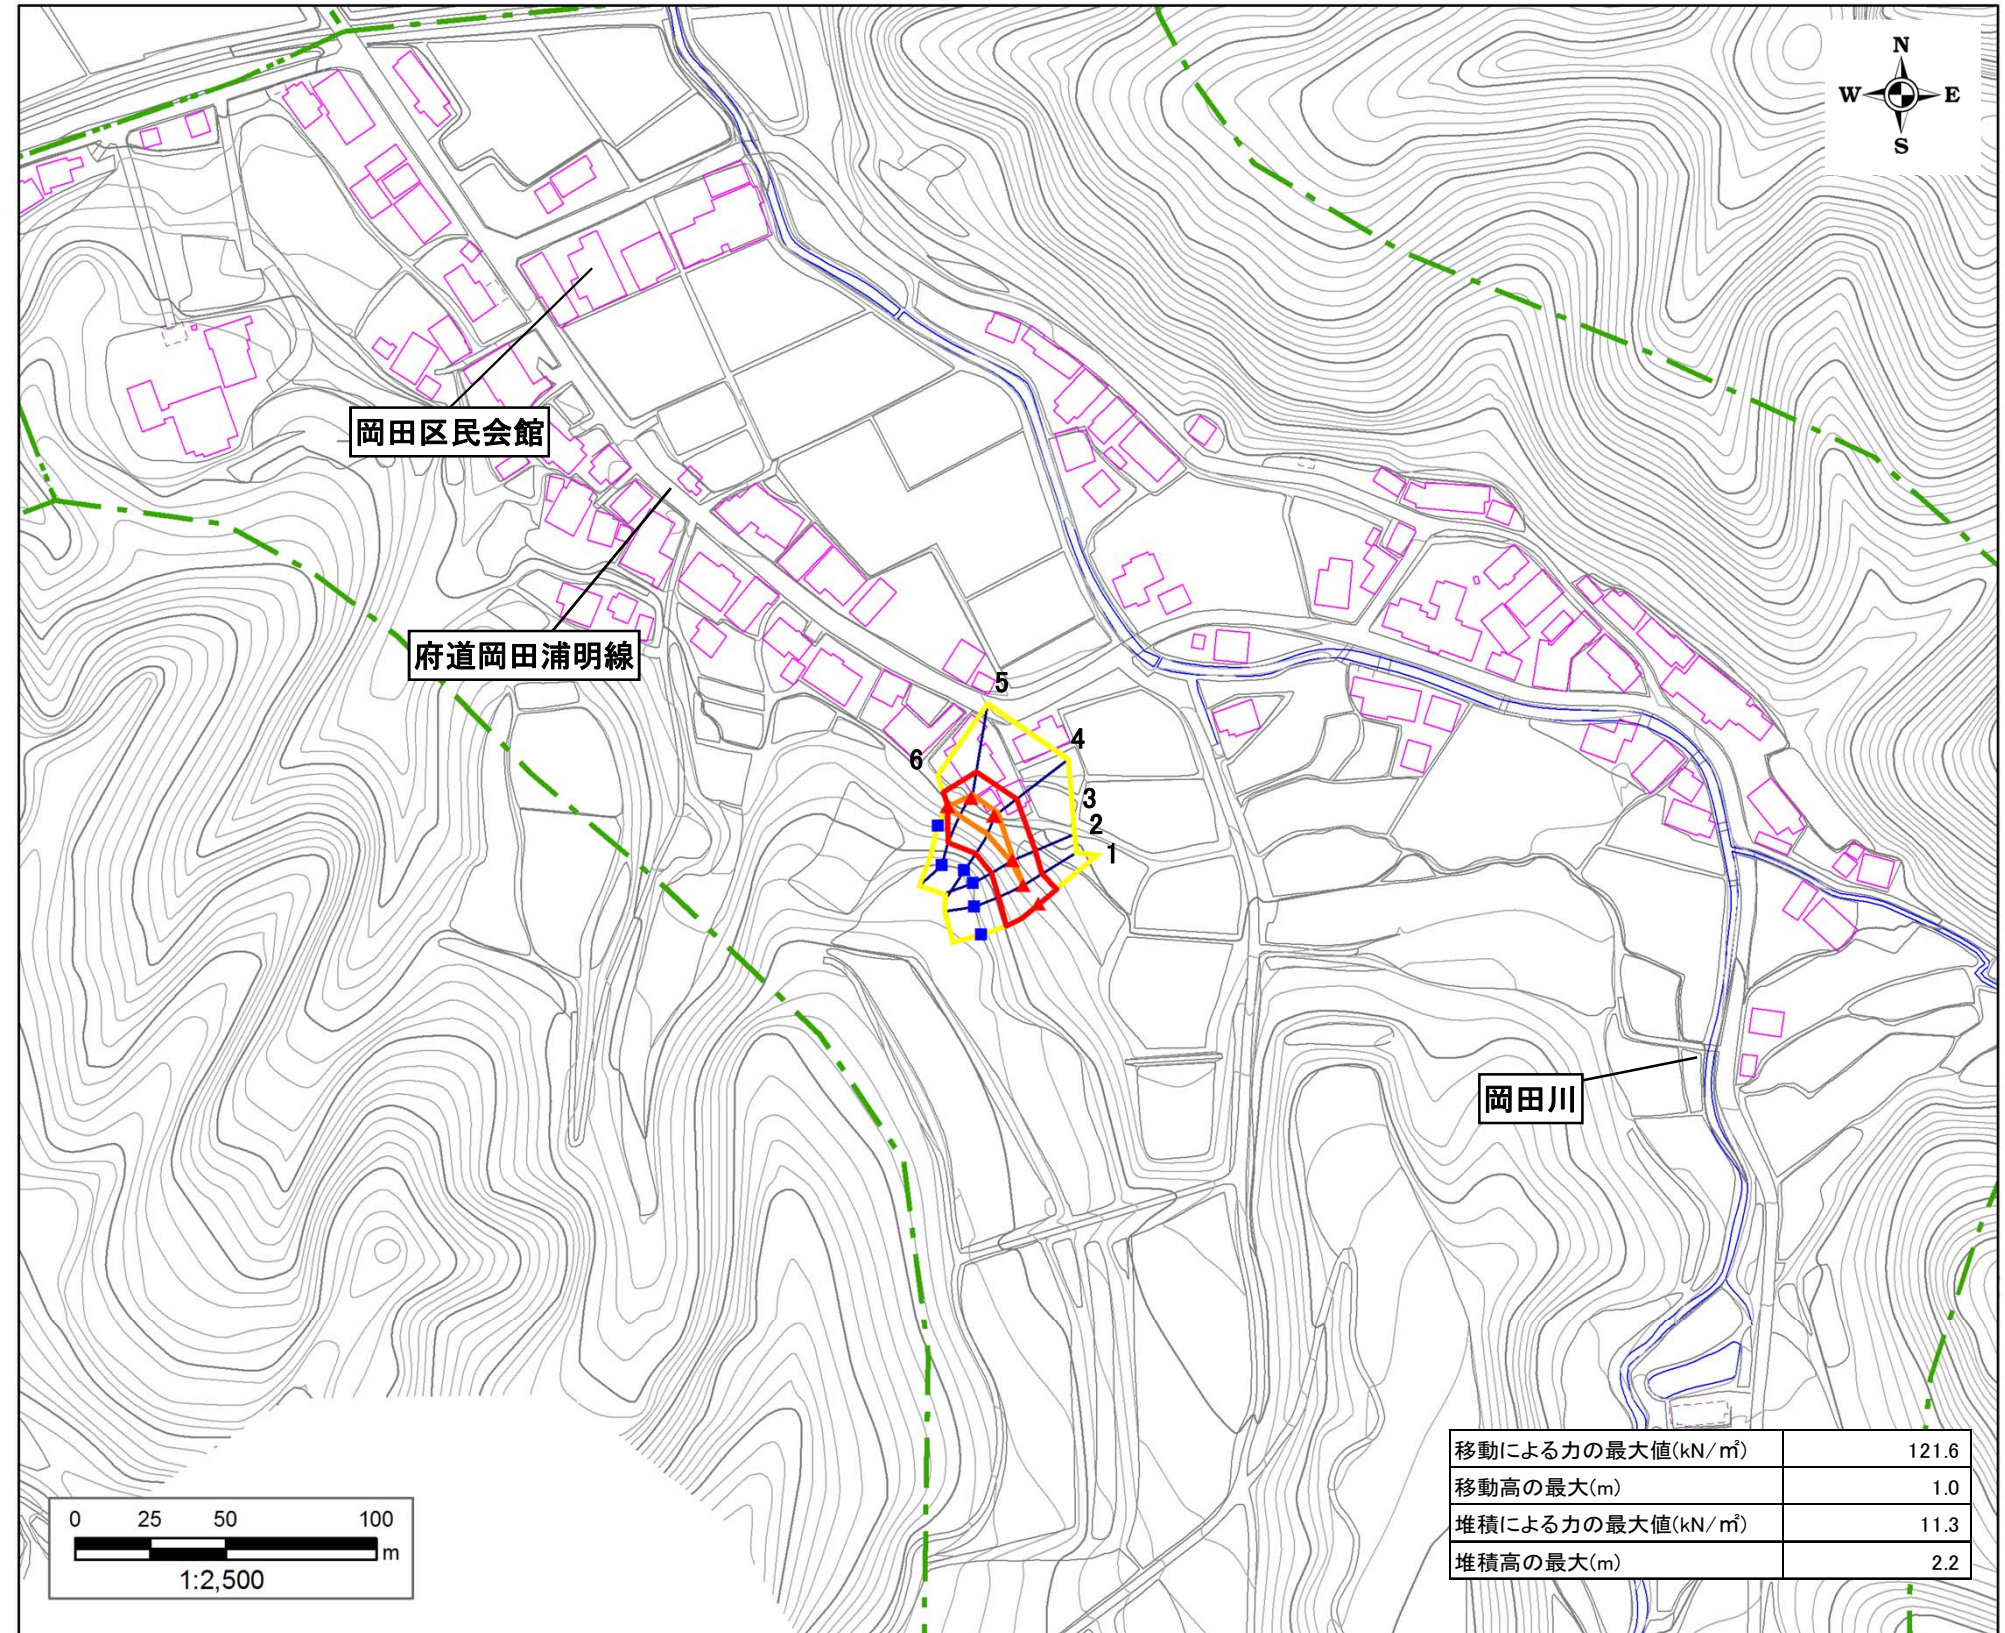 N
W E
S
岡田区民会館
府道岡田浦明線
5
4
6
3
2
1
岡田川
移動による力の最大値(kN/㎡) 121.6
移動高の最大(m) 1.0
堆積による力の最大値(kN/㎡) 11.3
堆積高の最大(m) 2.2
0 25 50 100
m
1:2,500